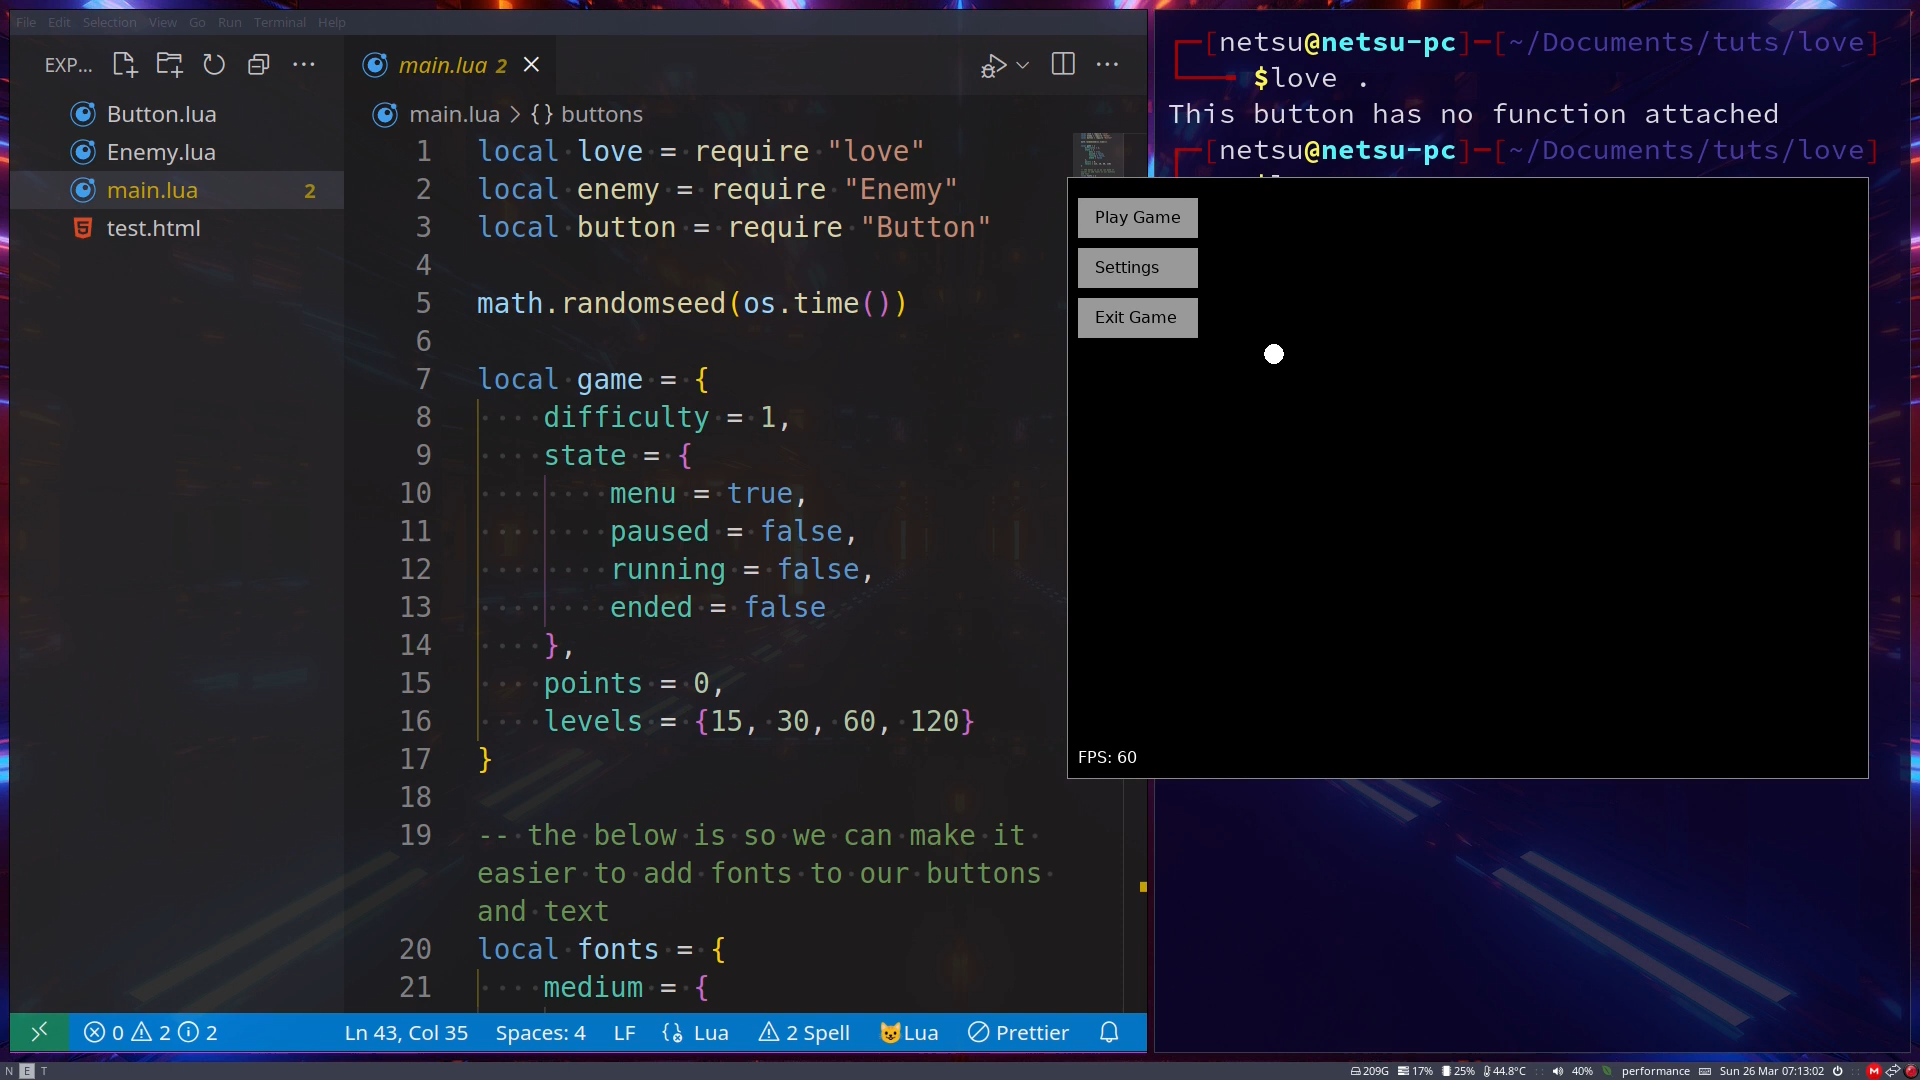 File Edit Selection View Go Run Terminal Help
EXP...
Button.lua
Enemy.lua
main.lua 2
test.html
main.lua 2
main.lua > {} buttons
1 local love = require "love"
2 local enemy = require "Enemy"
3 local button = require "Button"
4
5 math.randomseed(os.time())
6
7 local game = {
8 difficulty = 1,
9 state = {
10 menu = true,
11 paused = false,
12 running = false,
13 ended = false
14 },
15 points = 0,
16 levels = {15, 30, 60, 120}
17 }
18
19 -- the below is so we can make it
easier to add fonts to our buttons
and text
20 local fonts = {
21 medium = {
0 2 2 Ln 43, Col 35 Spaces: 4 LF Lua 2 Spell Lua Prettier
[netsu@netsu-pc]-[~/Documents/tuts/love]
$love .
This button has no function attached
[netsu@netsu-pc]-[~/Documents/tuts/love]
Play Game
Settings
Exit Game
FPS: 60
N E T
209G 17% 25% 44.8°C 40% performance Sun 26 Mar 07:13:02 M